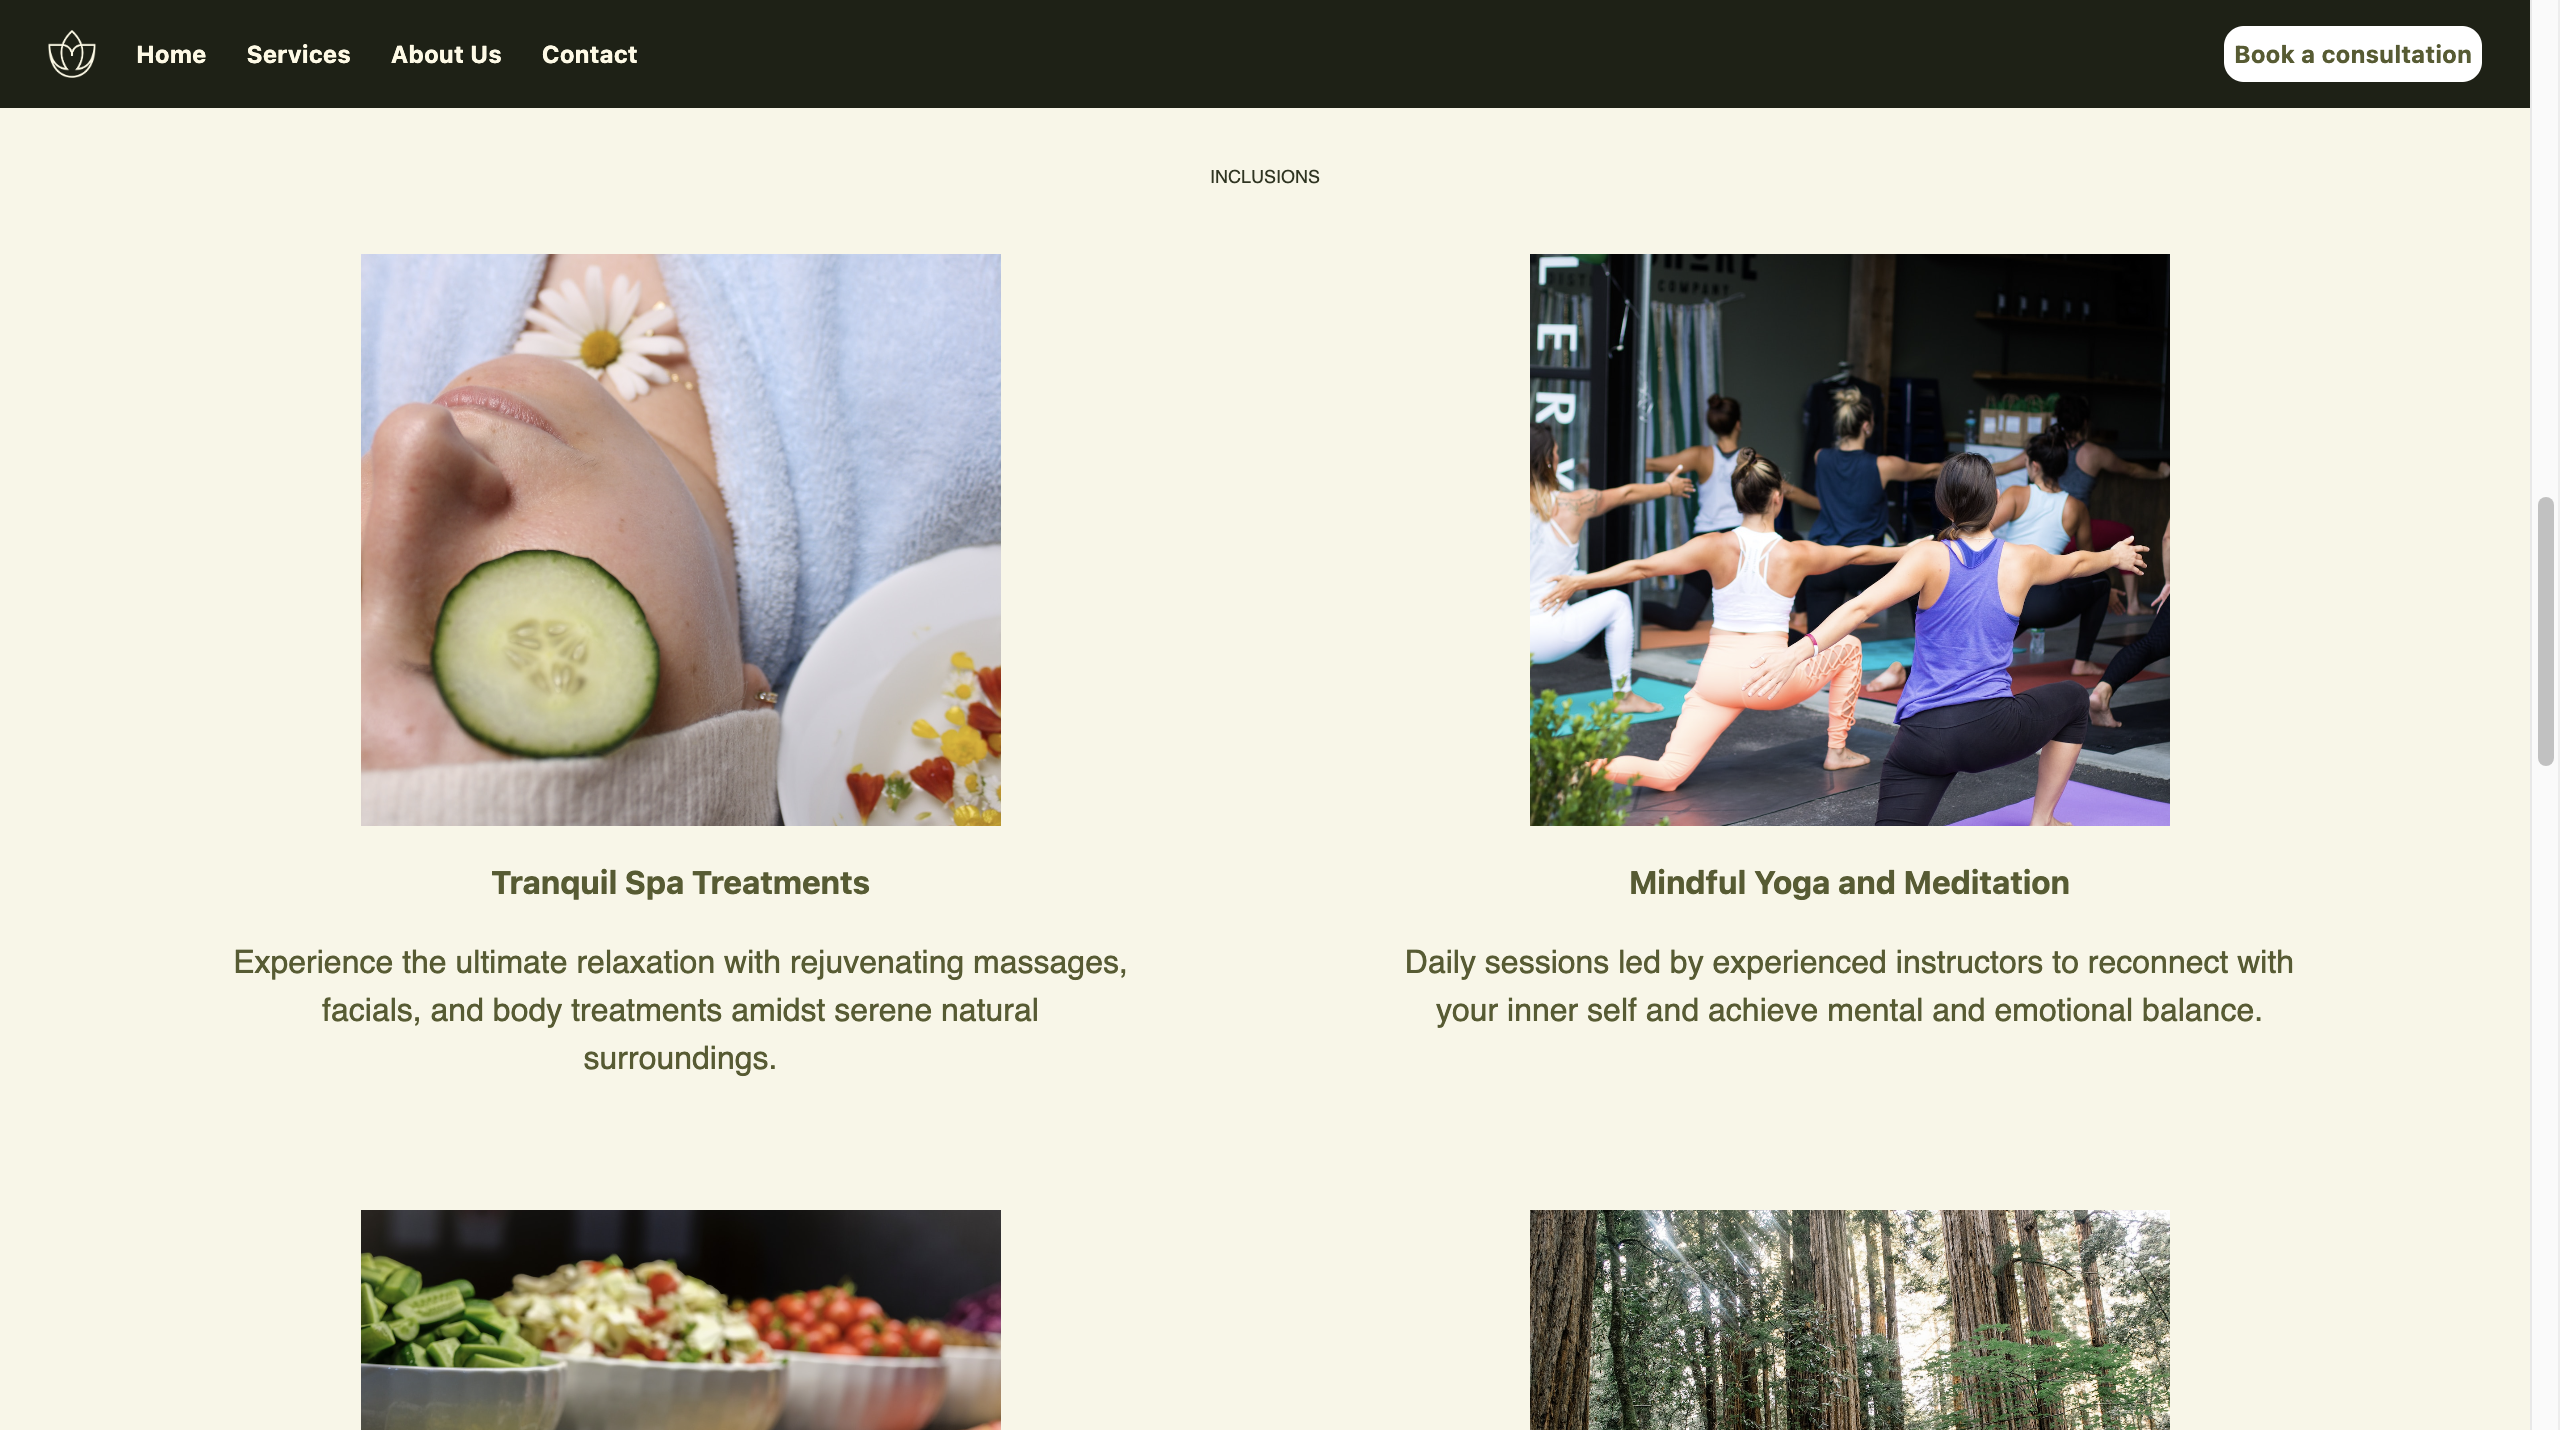 Home
Services
About Us
Contact
Book a consultation
INCLUSIONS
L
E
R
COMPANY
Tranquil Spa Treatments
Experience the ultimate relaxation with rejuvenating massages,
facials, and body treatments amidst serene natural
surroundings.
Mindful Yoga and Meditation
Daily sessions led by experienced instructors to reconnect with
your inner self and achieve mental and emotional balance.